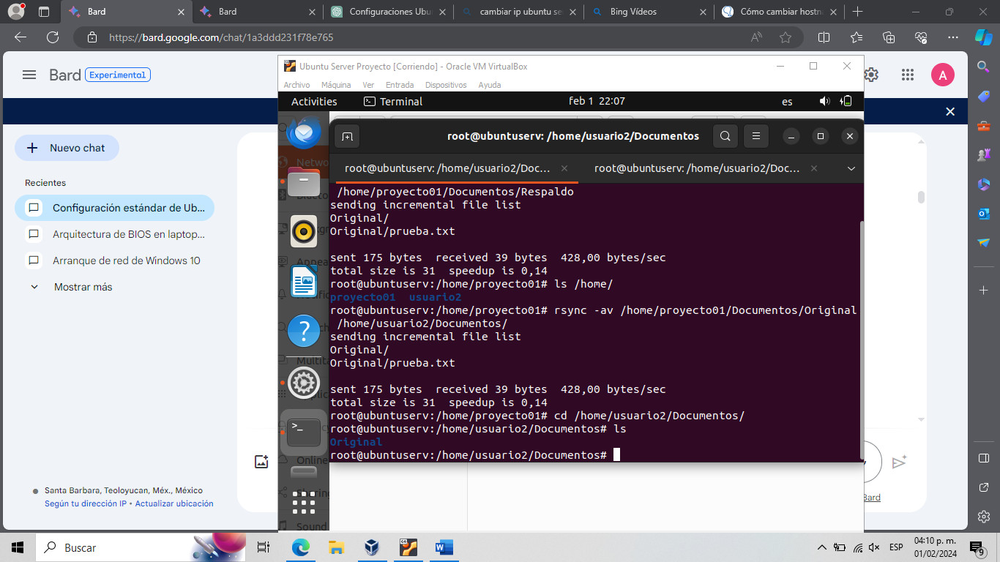 Bard
Bard
Configuraciones Ubu
cambiar ip ubuntu se
Bing Vídeos
Cómo cambiar hostn
https://bard.google.com/chat/1a3ddd231f78e765
Bard Experimental
A
Nuevo chat
Recientes
Configuración estándar de Ub...
Arquitectura de BIOS en laptop...
Arranque de red de Windows 10
Mostrar más
Santa Barbara, Teoloyucan, Méx., México
Según tu dirección IP • Actualizar ubicación
Bard
Ubuntu Server Proyecto [Corriendo] - Oracle VM VirtualBox
Archivo Máquina Ver Entrada Dispositivos Ayuda
Activities Terminal feb 1 22:07 es
root@ubuntuserv: /home/usuario2/Documentos
root@ubuntuserv: /home/usuario2/Doc... root@ubuntuserv: /home/usuario2/Doc...
/home/proyecto01/Documentos/Respaldo
sending incremental file list
Original/
Original/prueba.txt
sent 175 bytes received 39 bytes 428,00 bytes/sec
total size is 31 speedup is 0,14
root@ubuntuserv:/home/proyecto01# ls /home/
proyecto01 usuario2
root@ubuntuserv:/home/proyecto01# rsync -av /home/proyecto01/Documentos/Original
/home/usuario2/Documentos/
sending incremental file list
Original/
Original/prueba.txt
sent 175 bytes received 39 bytes 428,00 bytes/sec
total size is 31 speedup is 0,14
root@ubuntuserv:/home/proyecto01# cd /home/usuario2/Documentos/
root@ubuntuserv:/home/usuario2/Documentos# ls
Original
root@ubuntuserv:/home/usuario2/Documentos#
Netwo
Appea
Multita
Online
Sharing
Sound
Buscar
ESP
04:10 p. m.
01/02/2024
9